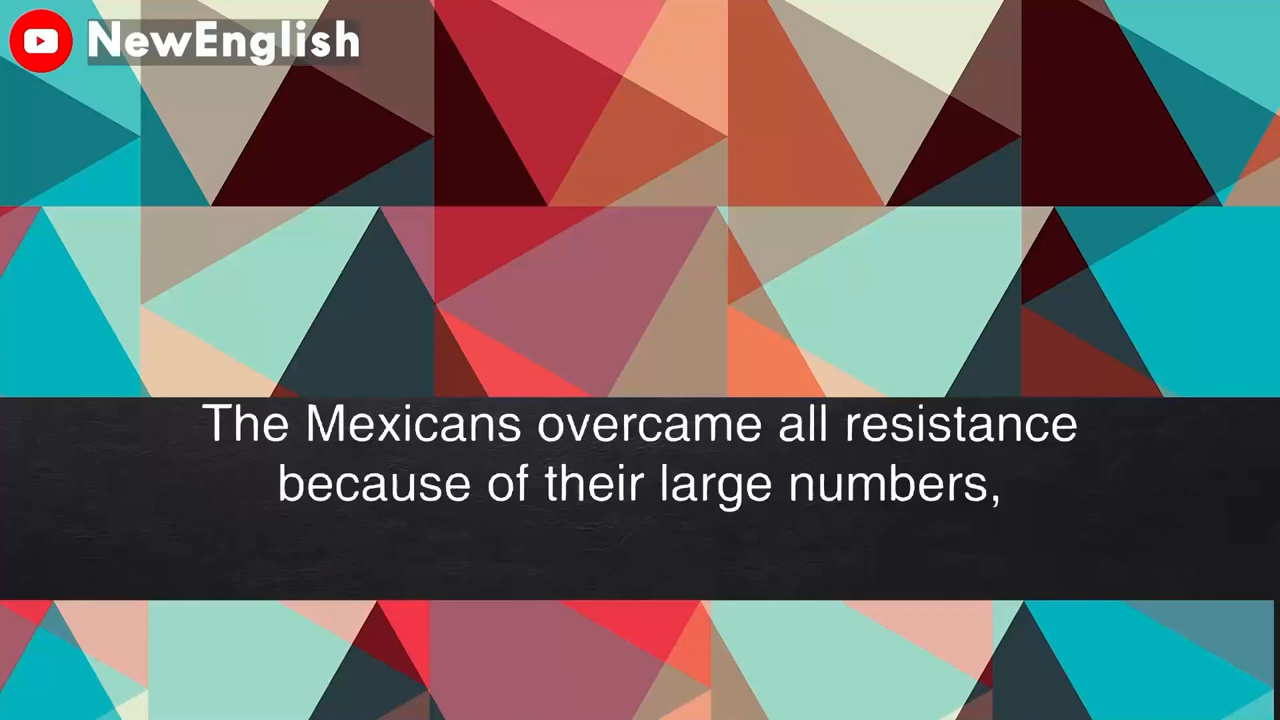 NewEnglish
The Mexicans overcame all resistance
because of their large numbers,